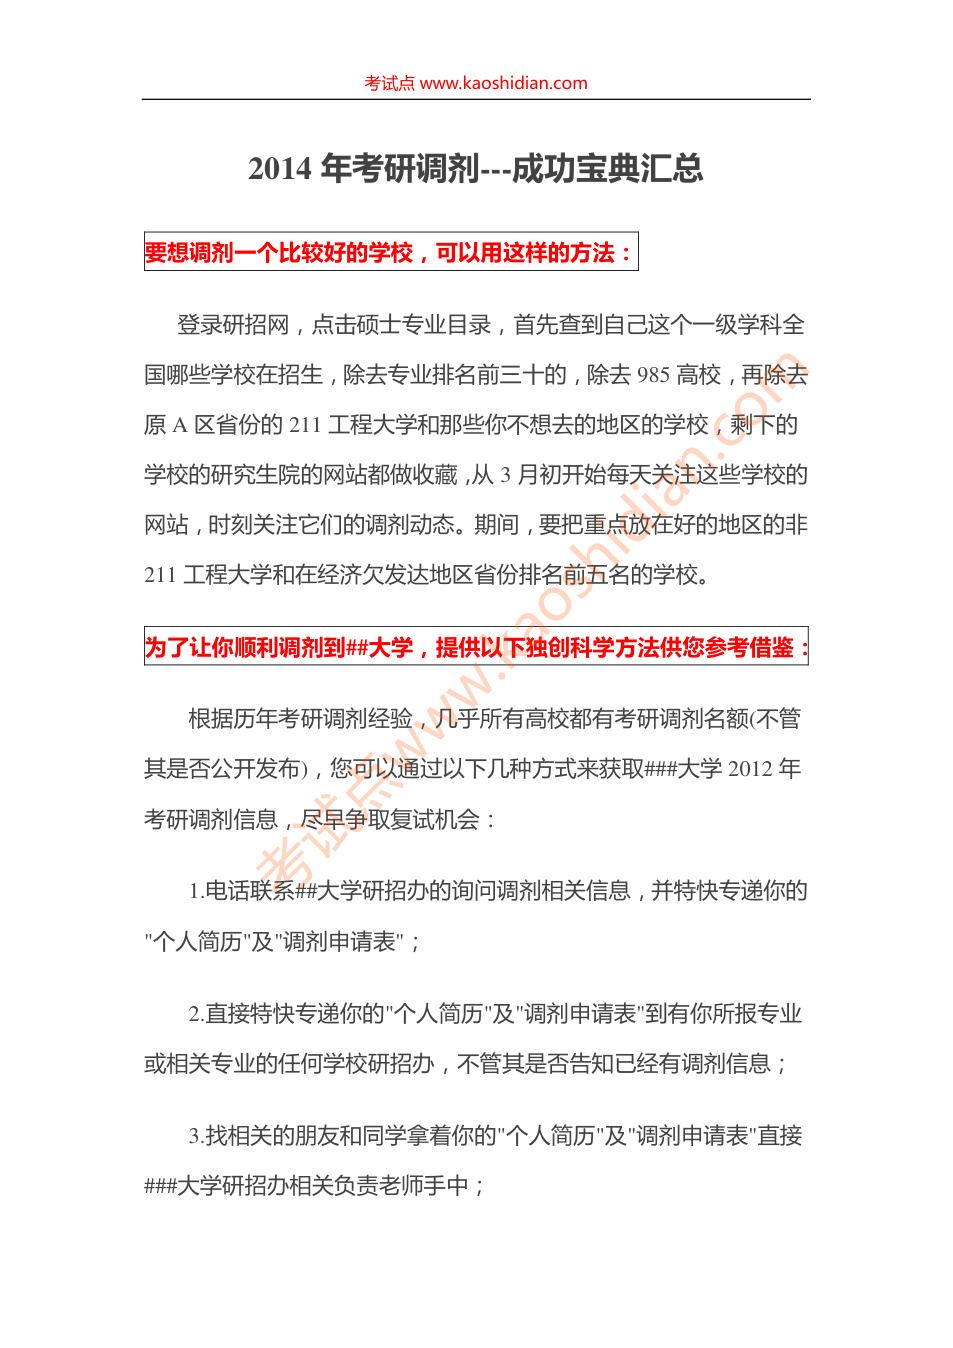 考试点 www.kaoshidian.com
2014 年考研调剂---成功宝典汇总
要想调剂一个比较好的学校，可以用这样的方法：
登录研招网，点击硕士专业目录，首先查到自己这个一级学科全
国哪些学校在招生，除去专业排名前三十的，除去 985 高校，再除去
原 A 区省份的 211 工程大学和那些你不想去的地区的学校，剩下的
学校的研究生院的网站都做收藏，从 3 月初开始每天关注这些学校的
网站，时刻关注它们的调剂动态。期间，要把重点放在好的地区的非
211 工程大学和在经济欠发达地区省份排名前五名的学校。
为了让你顺利调剂到##大学，提供以下独创科学方法供您参考借鉴：
根据历年考研调剂经验，几乎所有高校都有考研调剂名额(不管
其是否公开发布)，您可以通过以下几种方式来获取###大学 2012 年
考研调剂信息，尽早争取复试机会：
1.电话联系##大学研招办的询问调剂相关信息，并特快专递你的
"个人简历"及"调剂申请表"；
2.直接特快专递你的"个人简历"及"调剂申请表"到有你所报专业
或相关专业的任何学校研招办，不管其是否告知已经有调剂信息；
3.找相关的朋友和同学拿着你的"个人简历"及"调剂申请表"直接
###大学研招办相关负责老师手中；
考试点www.kaoshidian.com